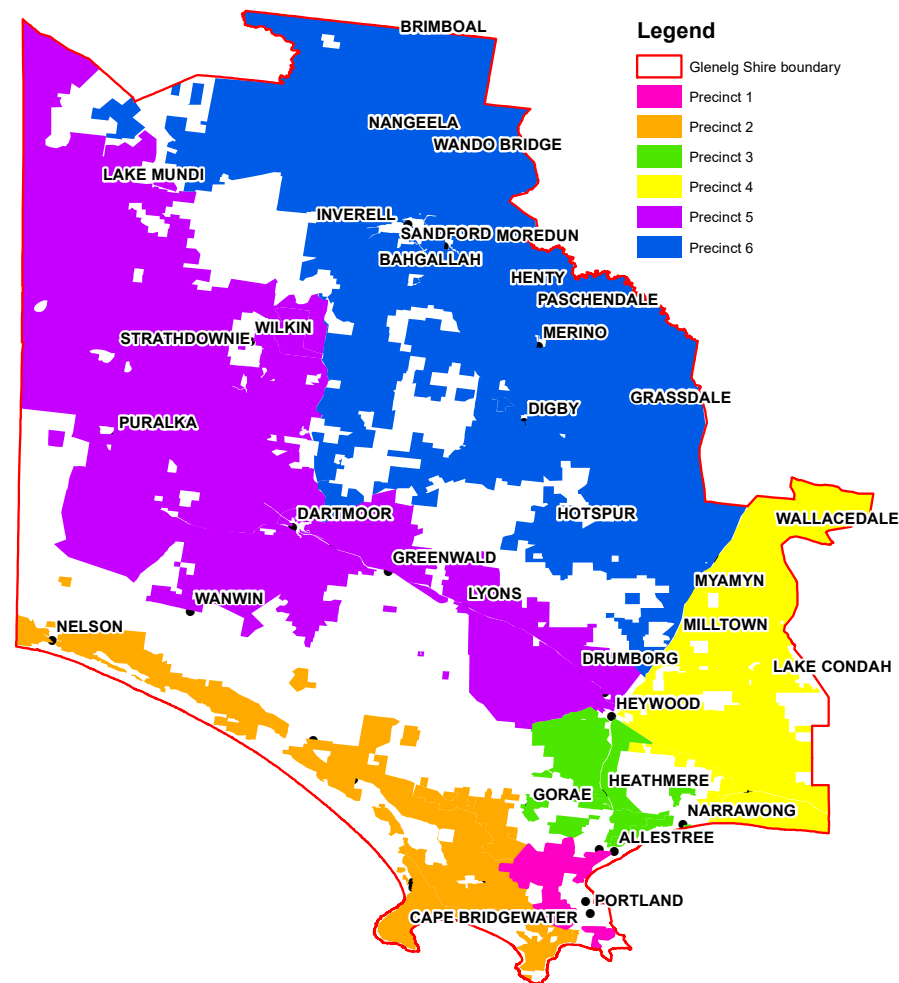 BRIMBOAL
Legend
Glenelg Shire boundary
Precinct 1
Precinct 2
Precinct 3
Precinct 4
Precinct 5
Precinct 6
NANGEELA
WANDO BRIDGE
LAKE MUNDI
INVERELL
SANDFORD
MOREDUN
BAHGALLAH
HENTY
PASCHENDALE
WILKIN
STRATHDOWNIE
MERINO
GRASSDALE
DIGBY
PURALKA
DARTMOOR
HOTSPUR
WALLACEDALE
GREENWALD
MYAMYN
LYONS
WANWIN
NELSON
MILLTOWN
DRUMBORG
LAKE CONDAH
HEYWOOD
HEATHMERE
GORAE
NARRAWONG
ALLESTREE
PORTLAND
CAPE BRIDGEWATER